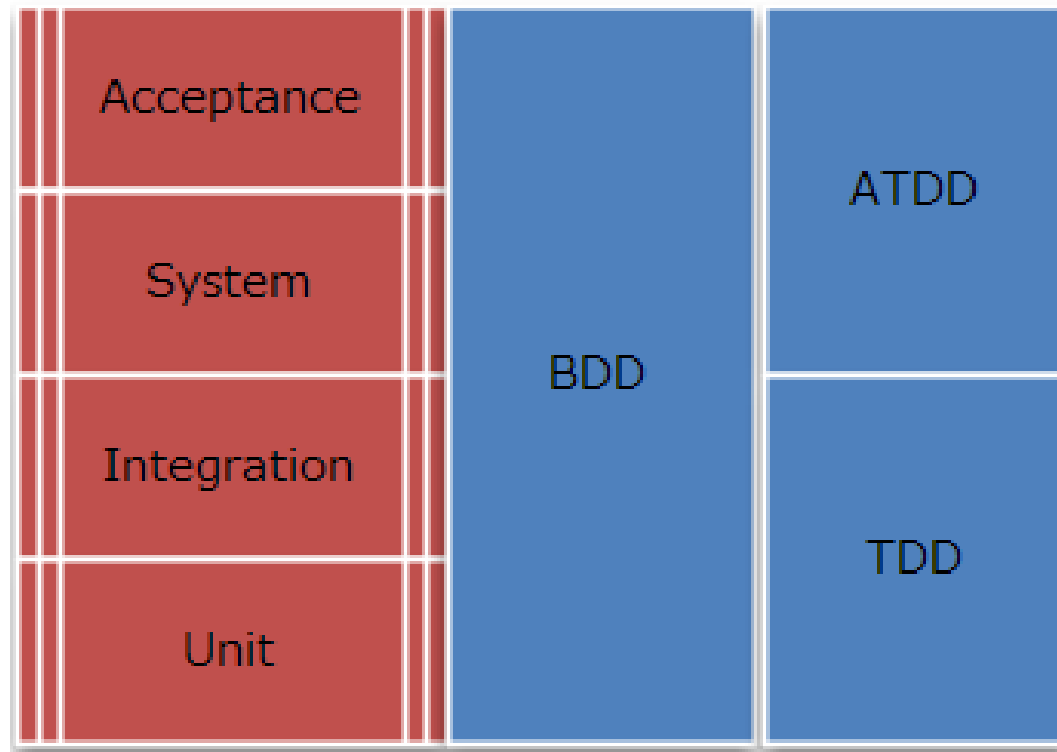 Acceptance
System
Integration
Unit
BDD
ATDD
TDD